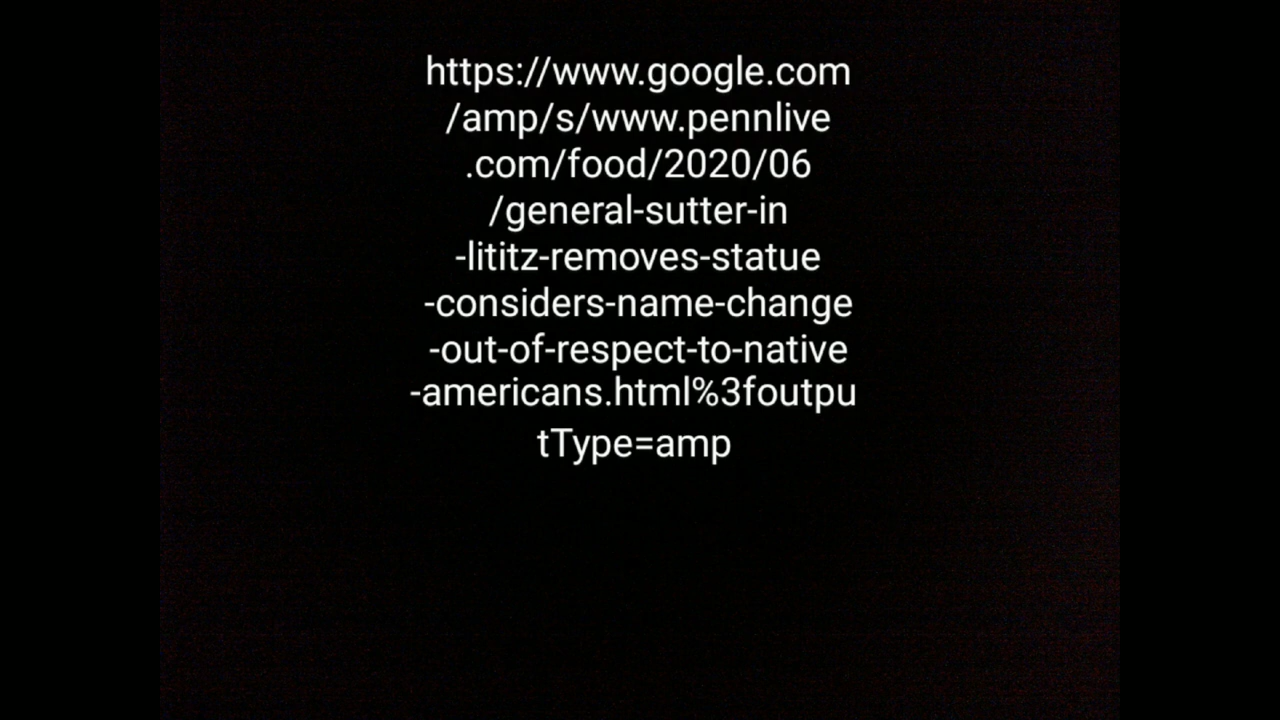 https://www.google.com
/amp/s/www.pennlive
.com/food/2020/06
/general-sutter-in
-lititz-removes-statue
-considers-name-change
-out-of-respect-to-native
-americans.html%3foutpu
tType=amp